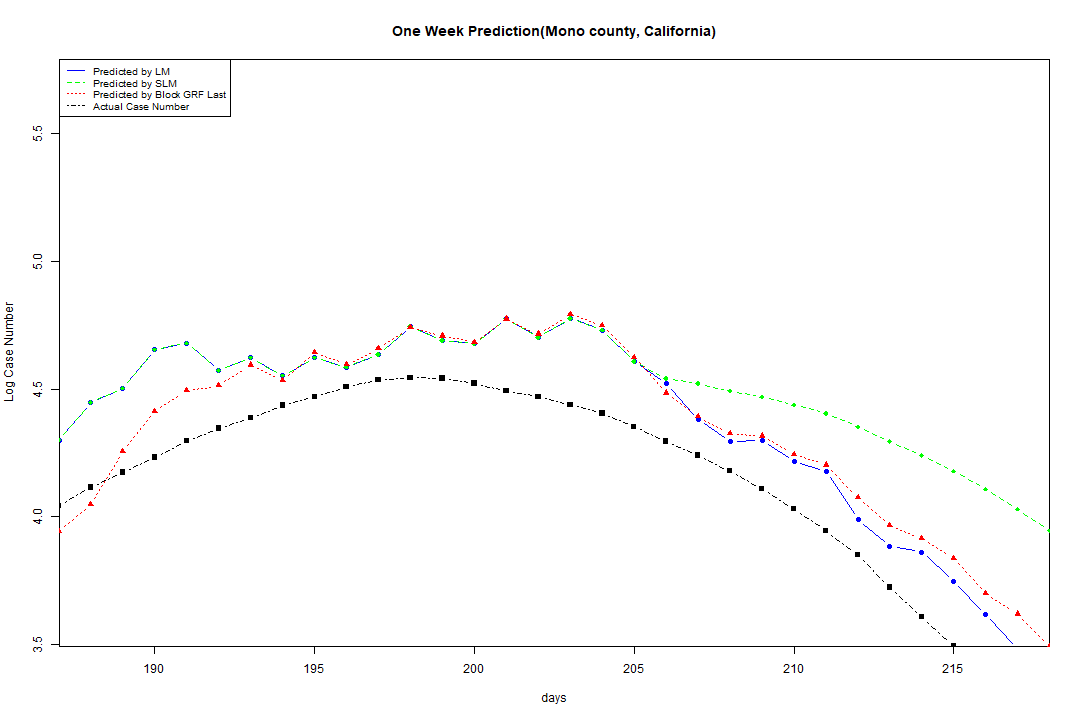 One Week Prediction(Mono county, California)
Predicted by LM
Predicted by SLM
Predicted by Block GRF Last
Actual Case Number
5.5
5.0
4.5
4.0
3.5
Log Case Number
190 195 200 205 210 215
days